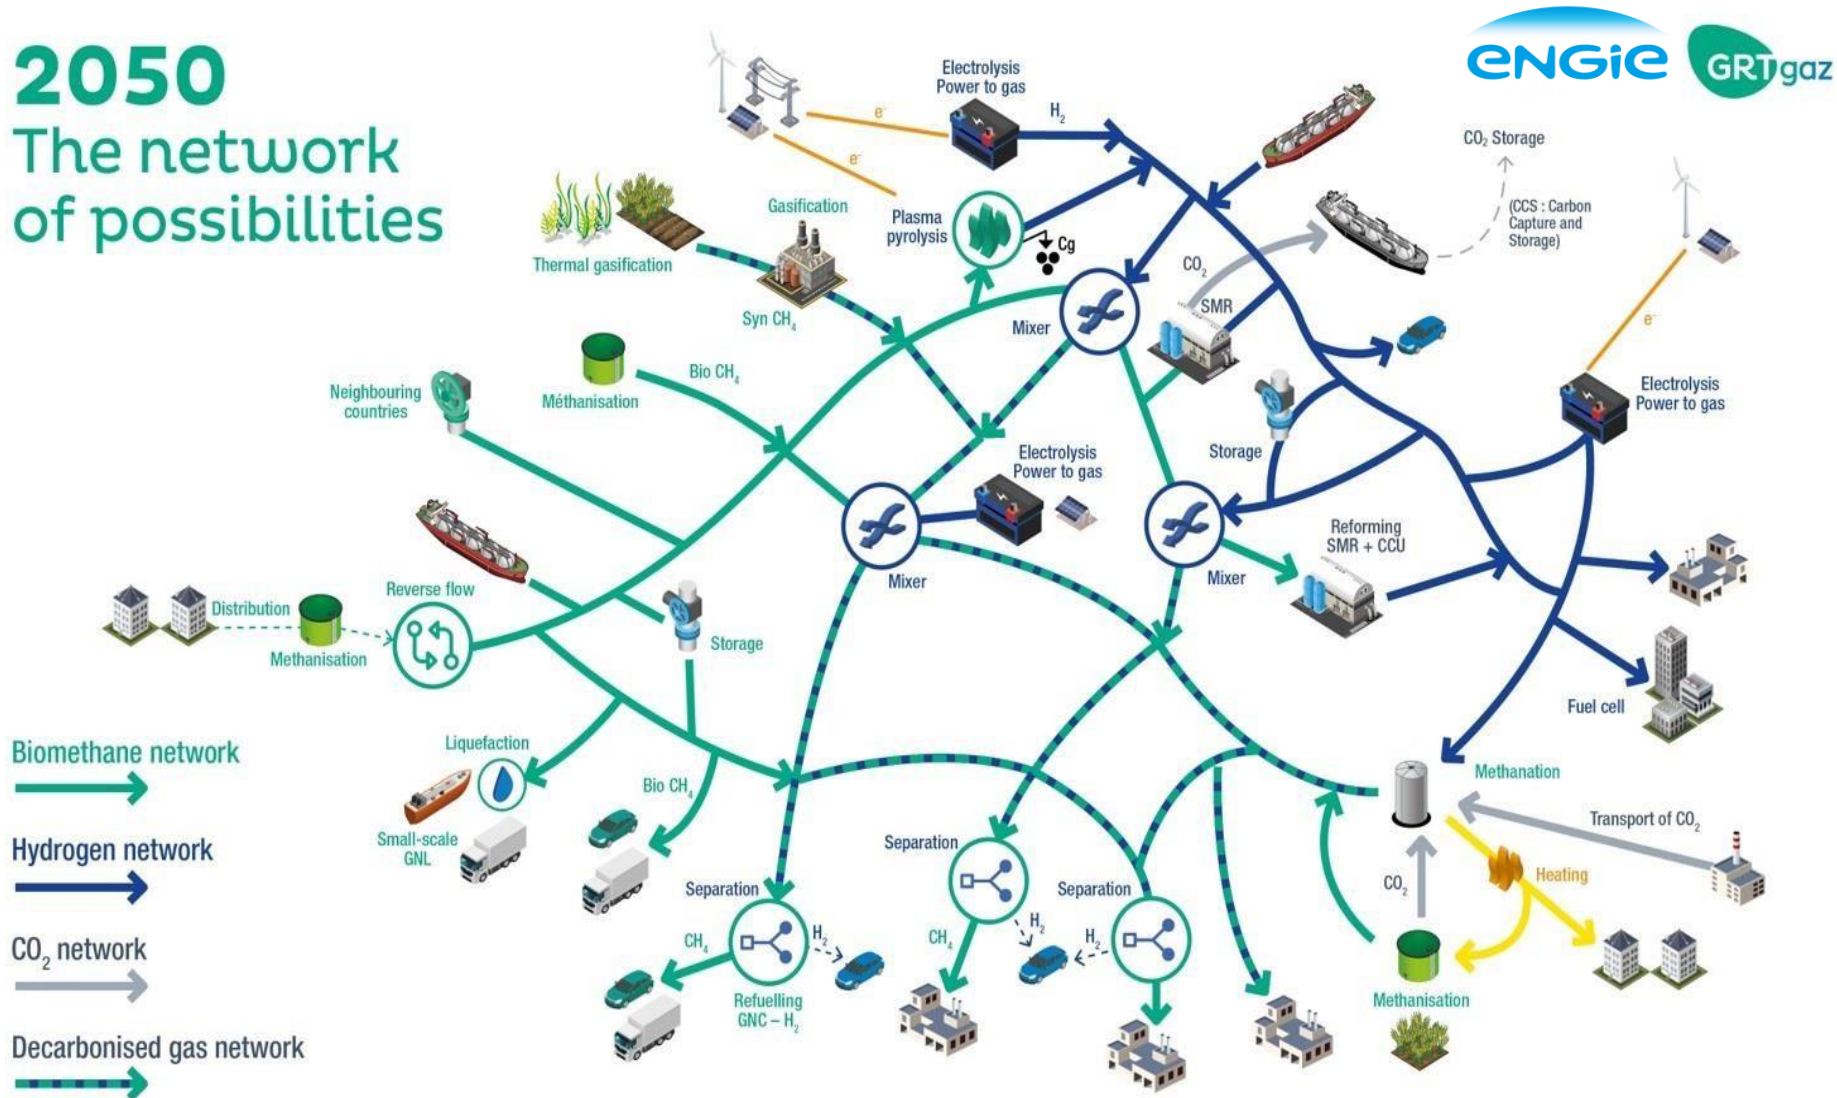 2050
The network
of possibilities
ENGIE
GRTgaz
Electrolysis
Power to gas
H₂
e⁻
e⁻
CO₂ Storage
(CCS : Carbon
Capture and
Storage)
Gasification
Plasma
pyrolysis
Cg
Thermal gasification
CO₂
SMR
Syn CH₄
Mixer
e⁻
Neighbouring
countries
Bio CH₄
Méthanisation
Electrolysis
Power to gas
Storage
Electrolysis
Power to gas
Reforming
SMR + CCU
Mixer
Mixer
Reverse flow
Distribution
Methanisation
Storage
Fuel cell
Biomethane network
Liquefaction
Bio CH₄
Small-scale
GNL
Methanation
Transport of CO₂
Hydrogen network
Separation
Separation
Separation
CO₂
Heating
CH₄
H₂
CH₄
H₂
H₂
CO₂ network
Refuelling
GNC – H₂
Methanisation
Decarbonised gas network